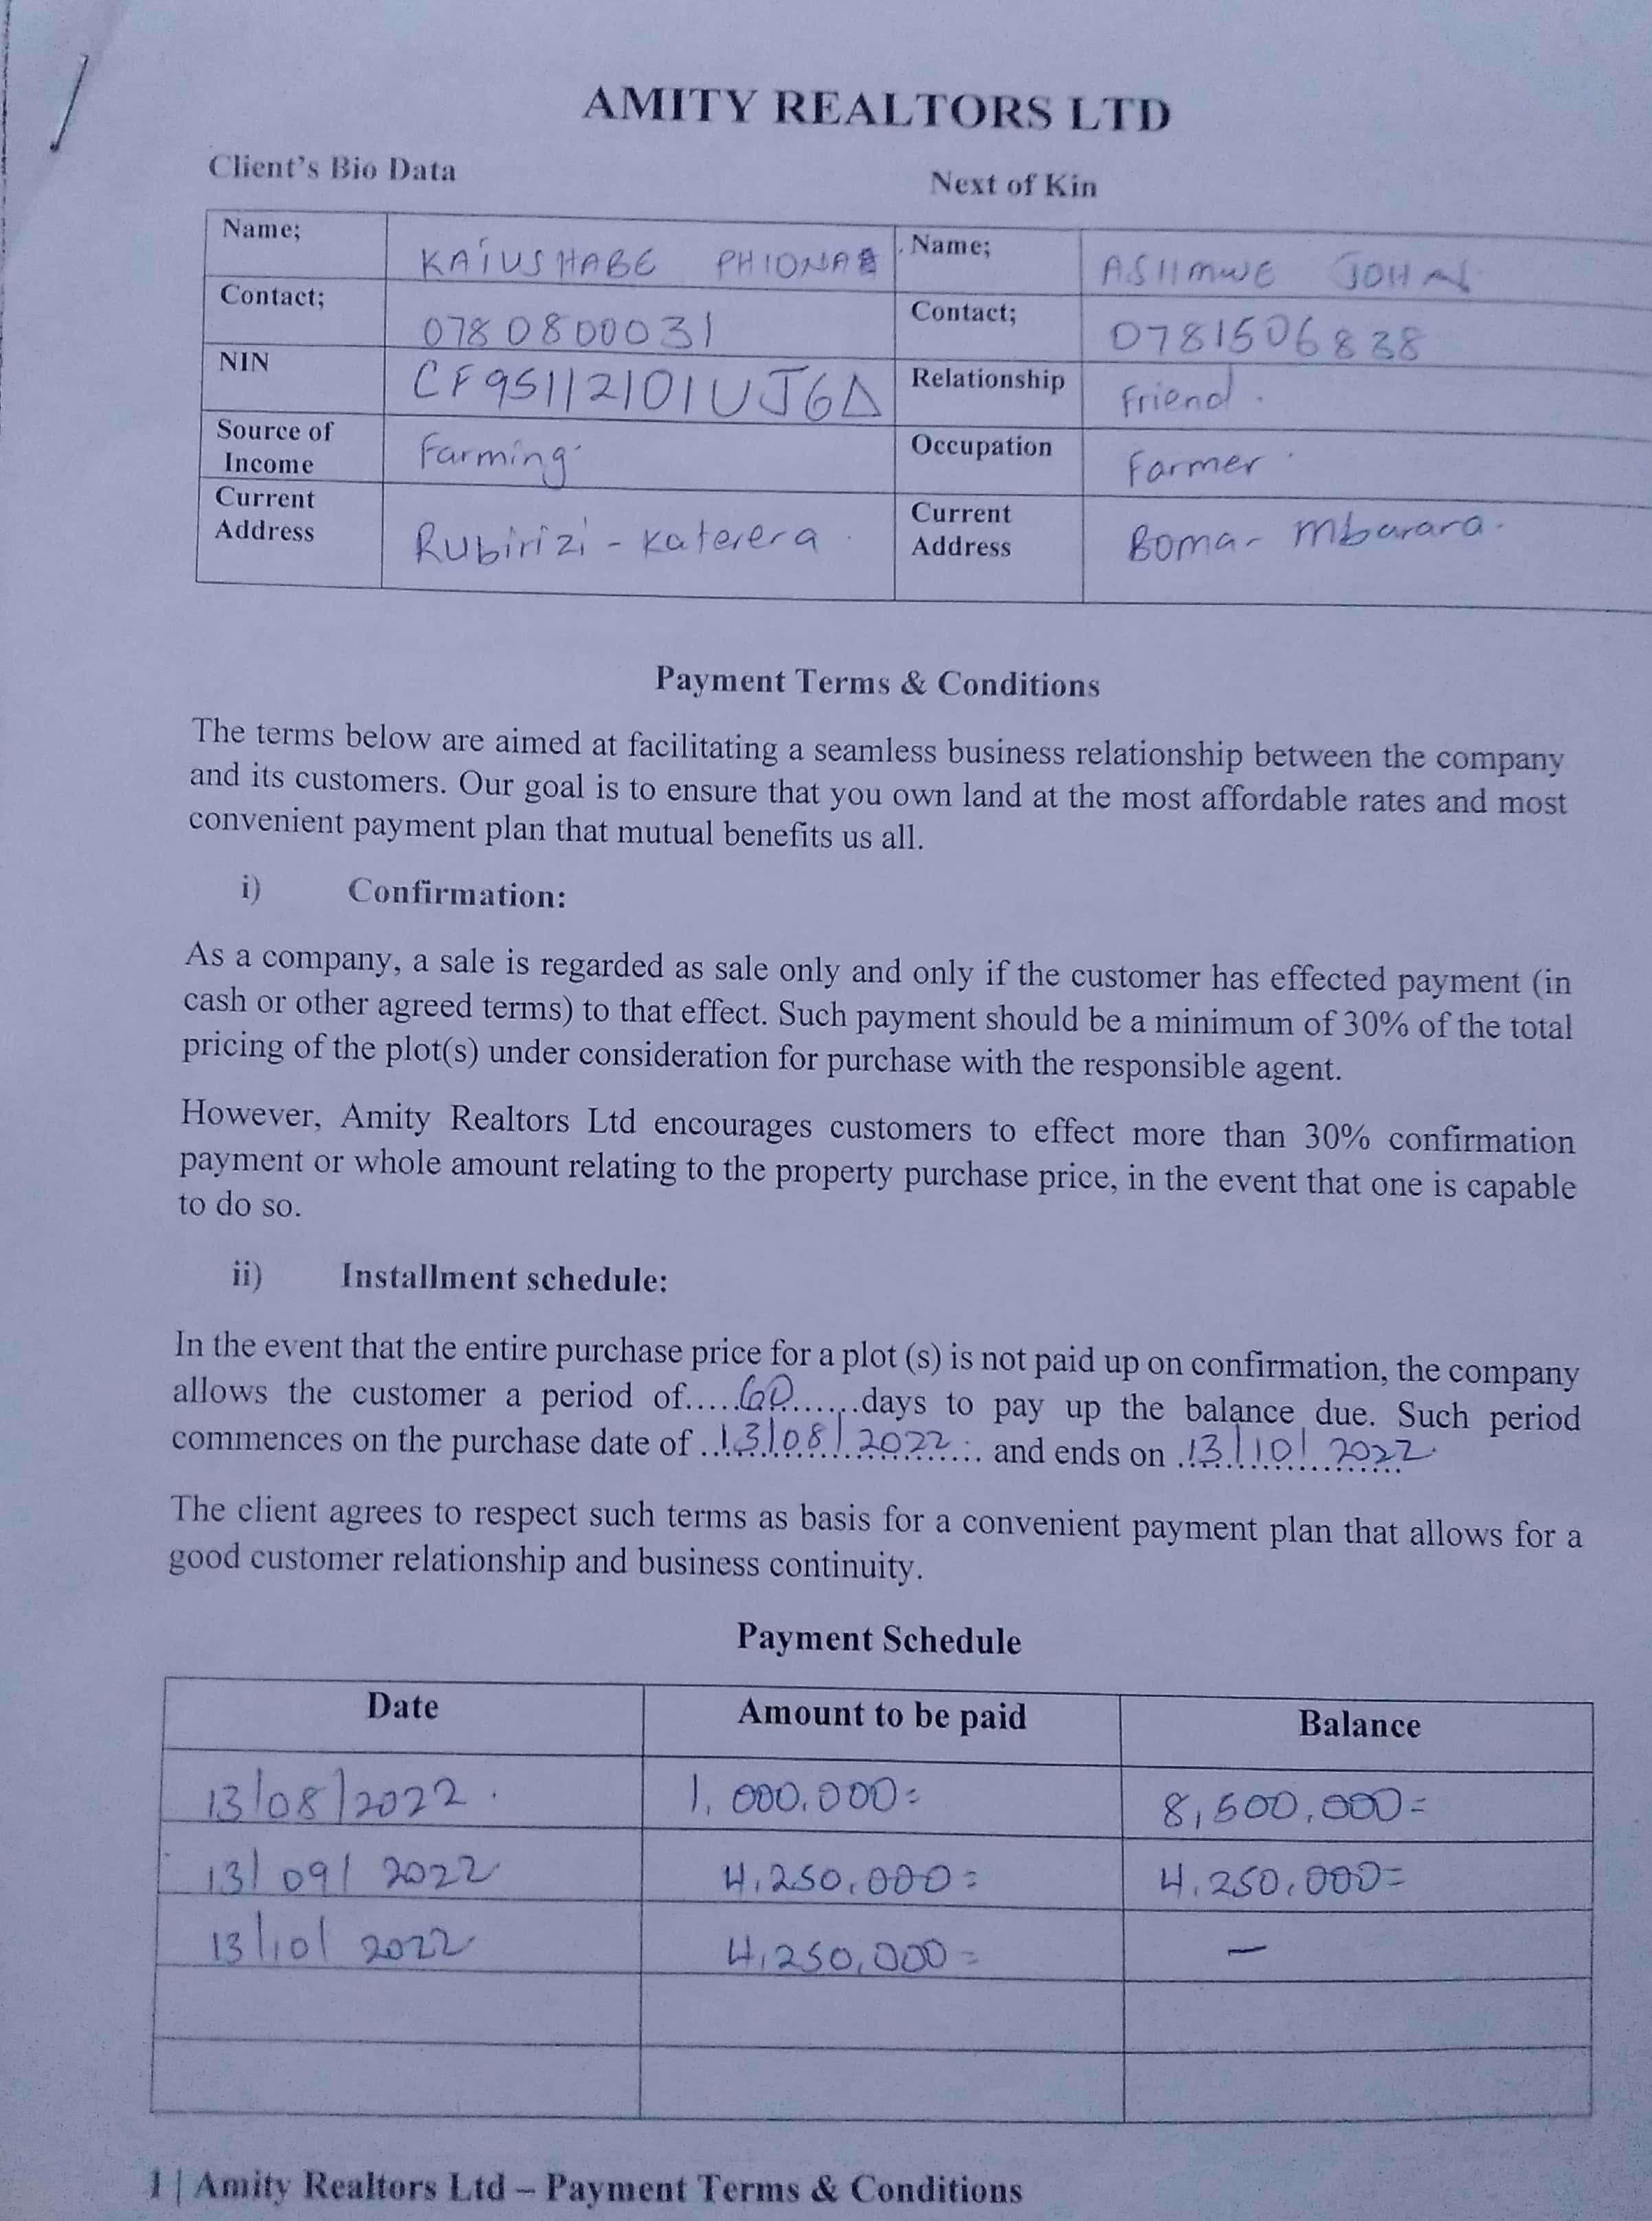 AMITY REALTORS LTD
Client's Bio Data Next of Kin
Name; KAIUSHABE PHIONA Name; ASIIMWE JOHN
Contact; 0780800031 Contact; 0781506838
NIN CF95112101UJ6A Relationship Friend.
Source of Income Farming Occupation Farmer
Current Address Rubirizi - Katerera Current Address Boma - Mbarara.
Payment Terms & Conditions
The terms below are aimed at facilitating a seamless business relationship between the company
and its customers. Our goal is to ensure that you own land at the most affordable rates and most
convenient payment plan that mutual benefits us all.
i) Confirmation:
As a company, a sale is regarded as sale only and only if the customer has effected payment (in
cash or other agreed terms) to that effect. Such payment should be a minimum of 30% of the total
pricing of the plot(s) under consideration for purchase with the responsible agent.
However, Amity Realtors Ltd encourages customers to effect more than 30% confirmation
payment or whole amount relating to the property purchase price, in the event that one is capable
to do so.
ii) Installment schedule:
In the event that the entire purchase price for a plot (s) is not paid up on confirmation, the company
allows the customer a period of.....60......days to pay up the balance due. Such period
commences on the purchase date of ..13/08/2022... and ends on .13/10/2022.
The client agrees to respect such terms as basis for a convenient payment plan that allows for a
good customer relationship and business continuity.
Payment Schedule
Date Amount to be paid Balance
13/08/2022. 1,000,000= 8,500,000=
13/09/2022 4,250,000= 4,250,000=
13/10/2022 4,250,000= —
1 | Amity Realtors Ltd – Payment Terms & Conditions